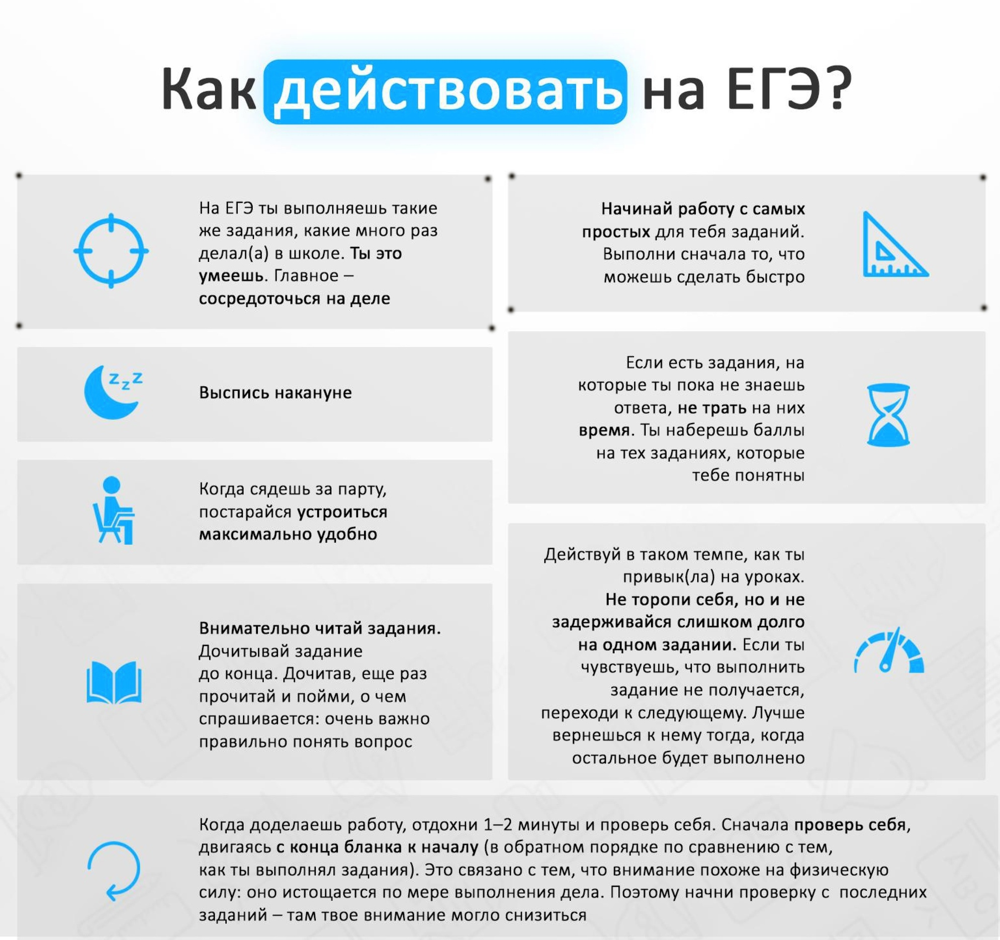 Как действовать на ЕГЭ?
На ЕГЭ ты выполняешь такие
же задания, какие много раз
делал(а) в школе. Ты это
умеешь. Главное –
сосредоточься на деле
Выспись накануне
Когда сядешь за парту,
постарайся устроиться
максимально удобно
Внимательно читай задания.
Дочитывай задание
до конца. Дочитав, еще раз
прочитай и пойми, о чем
спрашивается: очень важно
правильно понять вопрос
Начинай работу с самых
простых для тебя заданий.
Выполни сначала то, что
можешь сделать быстро
Если есть задания, на
которые ты пока не знаешь
ответа, не трать на них
время. Ты наберешь баллы
на тех заданиях, которые
тебе понятны
Действуй в таком темпе, как ты
привык(ла) на уроках.
Не торопи себя, но и не
задерживайся слишком долго
на одном задании. Если ты
чувствуешь, что выполнить
задание не получается,
переходи к следующему. Лучше
вернешься к нему тогда, когда
остальное будет выполнено
Когда доделаешь работу, отдохни 1–2 минуты и проверь себя. Сначала проверь себя,
двигаясь с конца бланка к началу (в обратном порядке по сравнению с тем,
как ты выполнял задания). Это связано с тем, что внимание похоже на физическую
силу: оно истощается по мере выполнения дела. Поэтому начни проверку с последних
заданий – там твое внимание могло снизиться
z z z
ABC